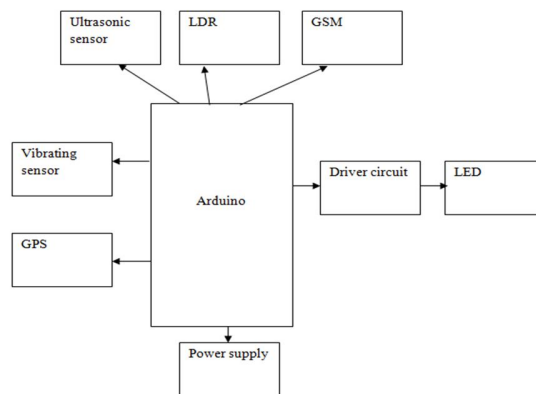 Ultrasonic
sensor
LDR
GSM
Vibrating
sensor
Arduino
Driver circuit
LED
GPS
Power supply